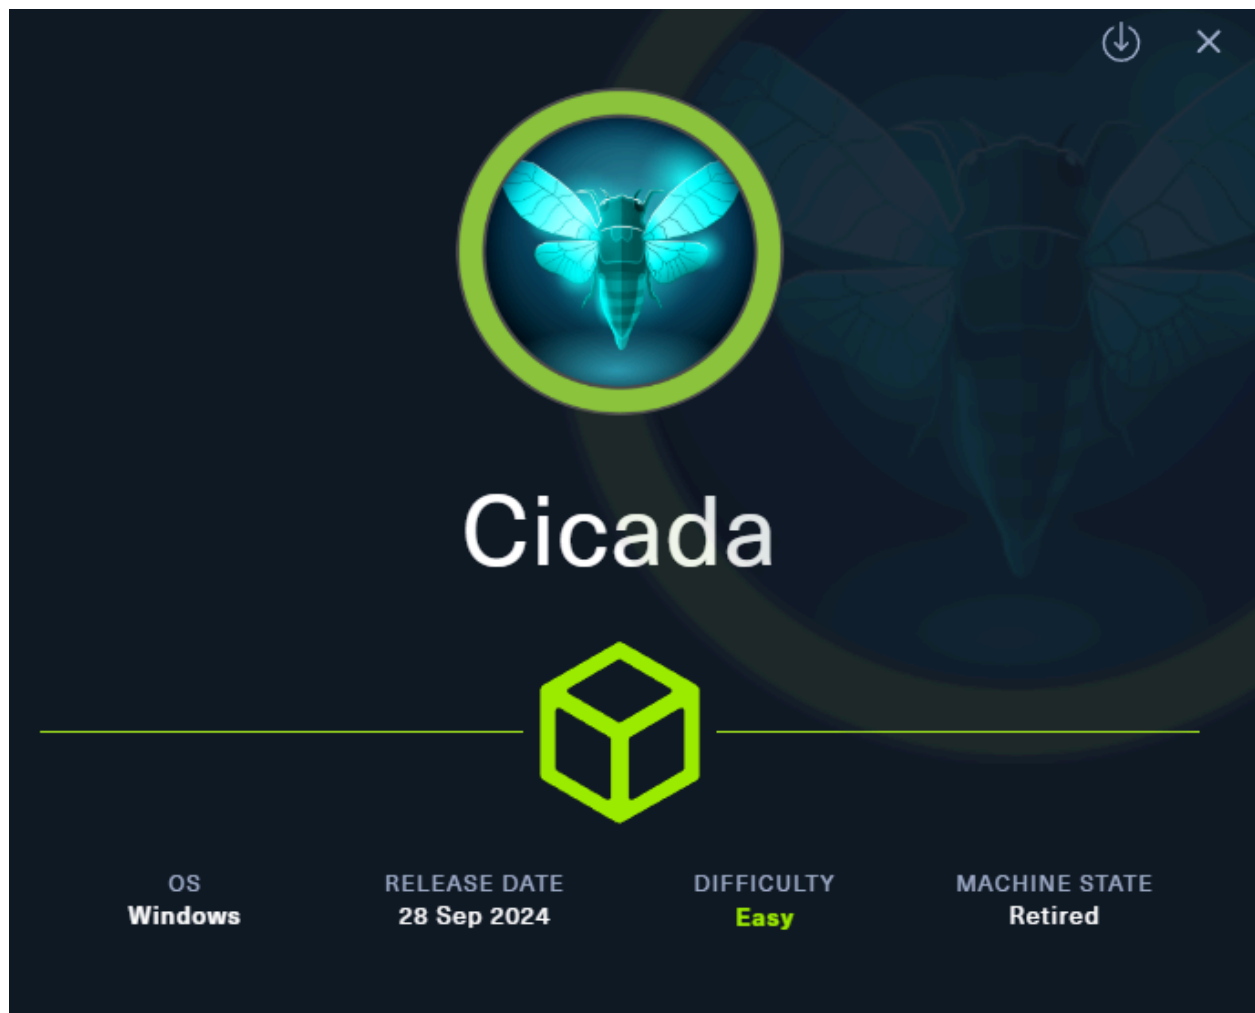 Cicada
OS RELEASE DATE DIFFICULTY MACHINE STATE
Windows 28 Sep 2024 Easy Retired